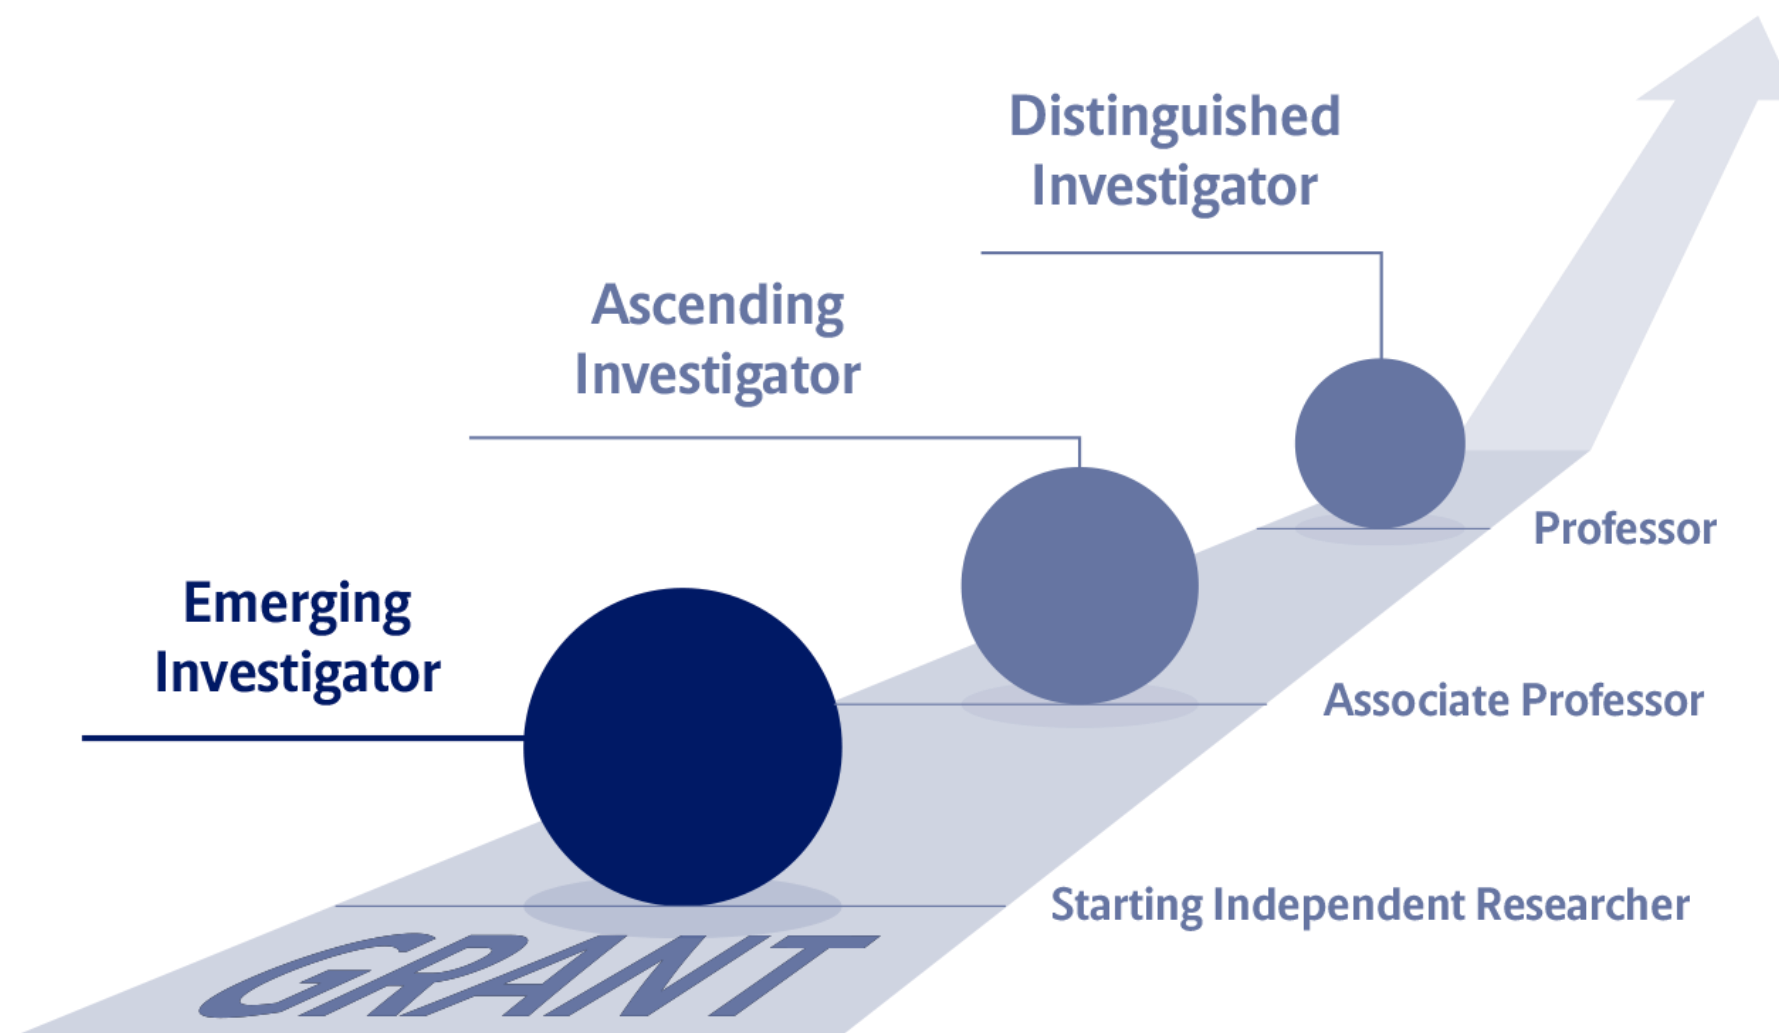 Distinguished
Investigator
Ascending
Investigator
Professor
Emerging
Investigator
Associate Professor
Starting Independent Researcher
GRANT